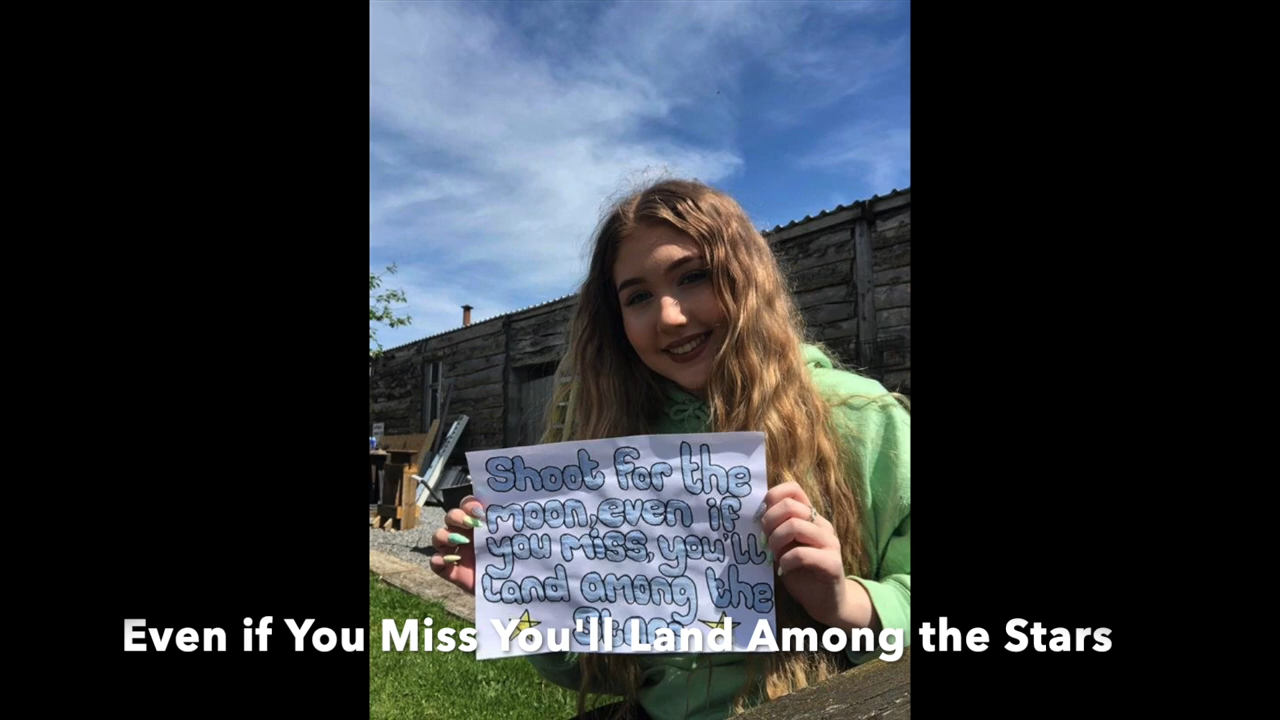 Shoot for the
moon, even if
you miss, you'll
land among the
Stars
Even if You Miss You'll Land Among the Stars